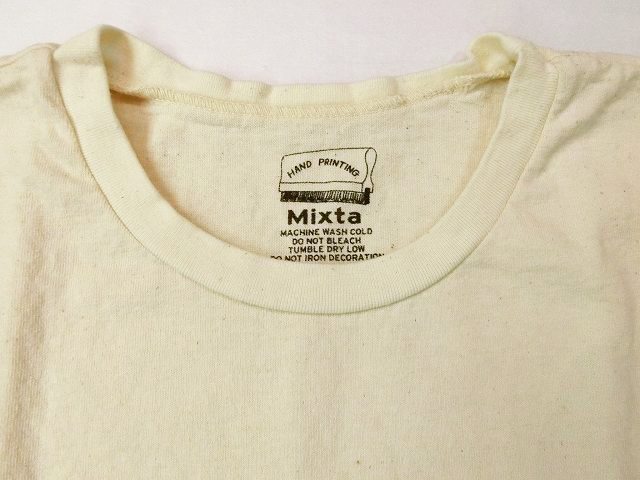 HAND PRINTING
Mixta
MACHINE WASH COLD
DO NOT BLEACH
TUMBLE DRY LOW
DO NOT IRON DECORATION